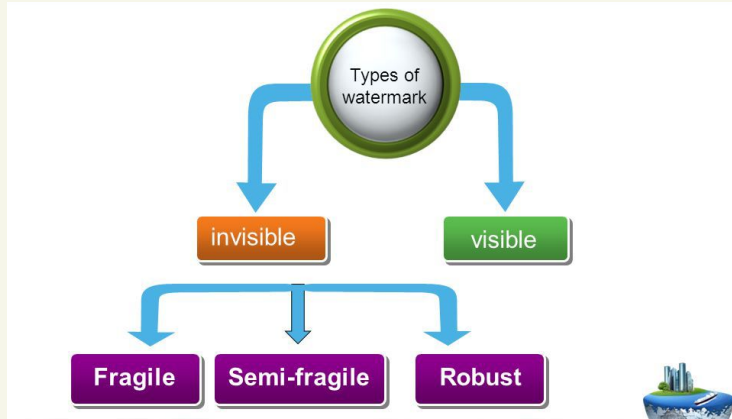 Types of
watermark
invisible
visible
Fragile
Semi-fragile
Robust